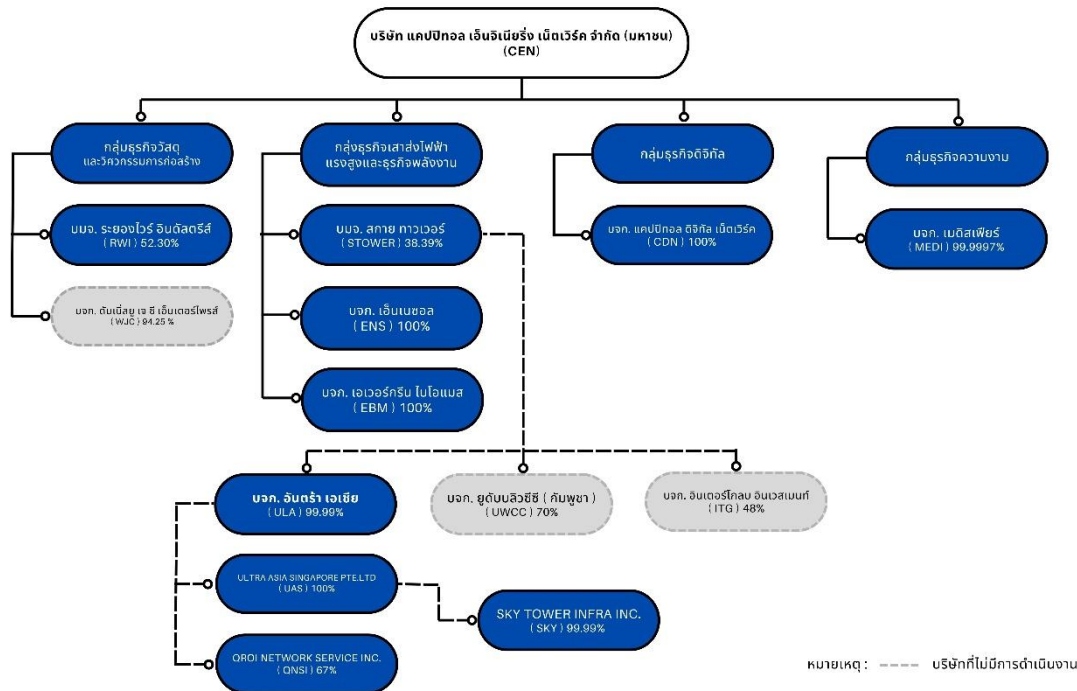 บริษัท แคปปิทอล เอ็นจิเนียริ่ง เน็ตเวิร์ค จำกัด (มหาชน)
(CEN)
กลุ่มธุรกิจวัสดุ
และวิศวกรรมการก่อสร้าง
กลุ่งธุรกิจเสาส่งไฟฟ้า
แรงสูงและธุรกิจพลังงาน
กลุ่มธุรกิจดิจิทัล
กลุ่มธุรกิจความงาม
บมจ. ระยองไวร์ อินดัสตรีส์
(RWI) 52.30%
บมจ. สกาย ทาวเวอร์
(STOWER) 38.39%
บจก. แคปปิทอล ดิจิทัล เน็ตเวิร์ค
(CDN) 100%
บจก. เมดิสเฟียร์
(MEDI) 99.9997%
บจก. ดับเบิ่ลยู เจ ซี เอ็นเตอร์ไพรส์
(WJC) 94.25 %
บจก. เอ็นเนซอล
( ENS ) 100%
บจก. เอเวอร์กรีน ไบโอแมส
( EBM ) 100%
บจก. อันตร้า เอเชีย
(ULA) 99.99%
บจก. ยูดับบลิวซีซี ( กัมพูชา )
(UWCC) 70%
บจก. อินเตอร์โกลบ อินเวสเมนท์
( ITG ) 48%
ULTRA ASIA SINGAPORE PTE.LTD
( UAS ) 100%
SKY TOWER INFRA INC.
( SKY ) 99.99%
QROI NETWORK SERVICE INC.
( QNSI ) 67%
หมายเหตุ : บริษัทที่ไม่มีการดำเนินงาน